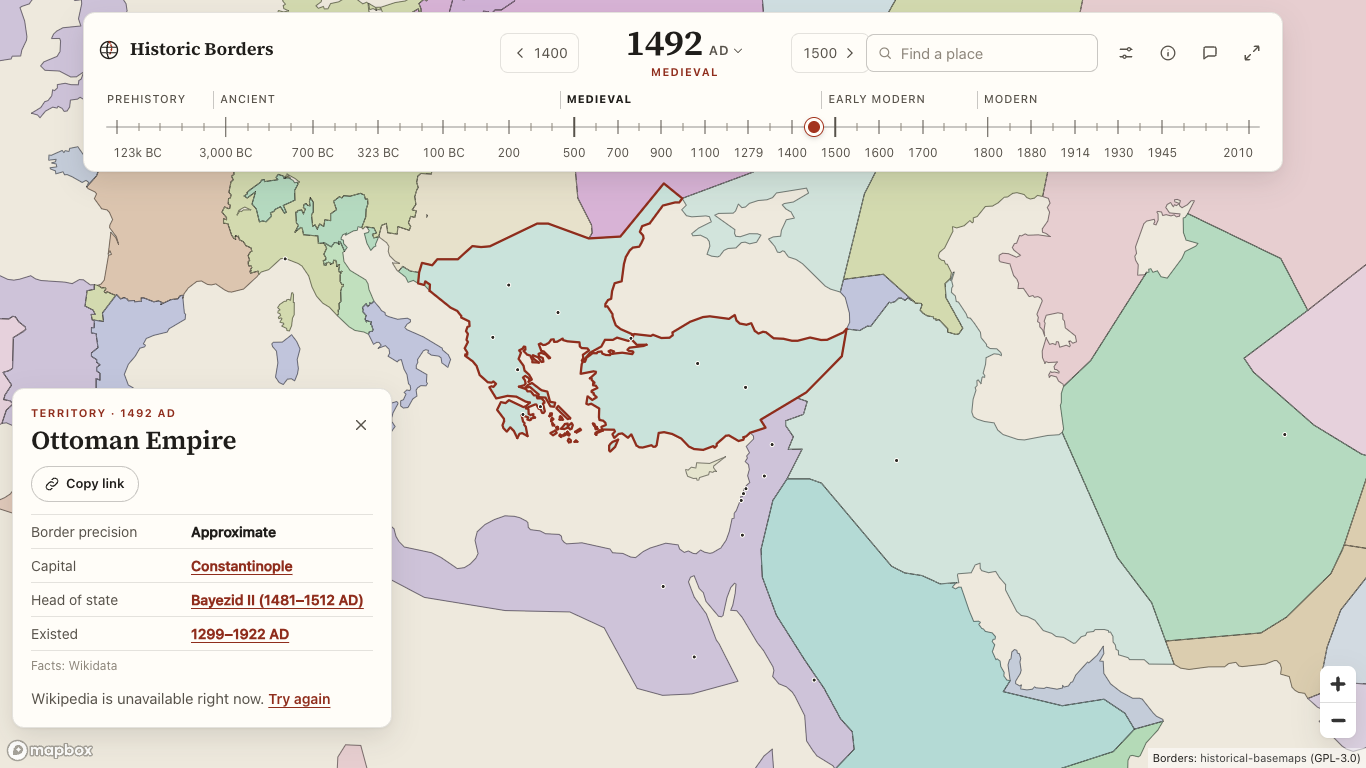 Historic Borders
1400
1492 AD
MEDIEVAL
1500
Find a place
PREHISTORY ANCIENT MEDIEVAL EARLY MODERN MODERN
123k BC 3,000 BC 700 BC 323 BC 100 BC 200 500 700 900 1100 1279 1400 1500 1600 1700 1800 1880 1914 1930 1945 2010
TERRITORY · 1492 AD
Ottoman Empire
Copy link
Border precision Approximate
Capital Constantinople
Head of state Bayezid II (1481–1512 AD)
Existed 1299–1922 AD
Facts: Wikidata
Wikipedia is unavailable right now. Try again
mapbox
Borders: historical-basemaps (GPL-3.0)